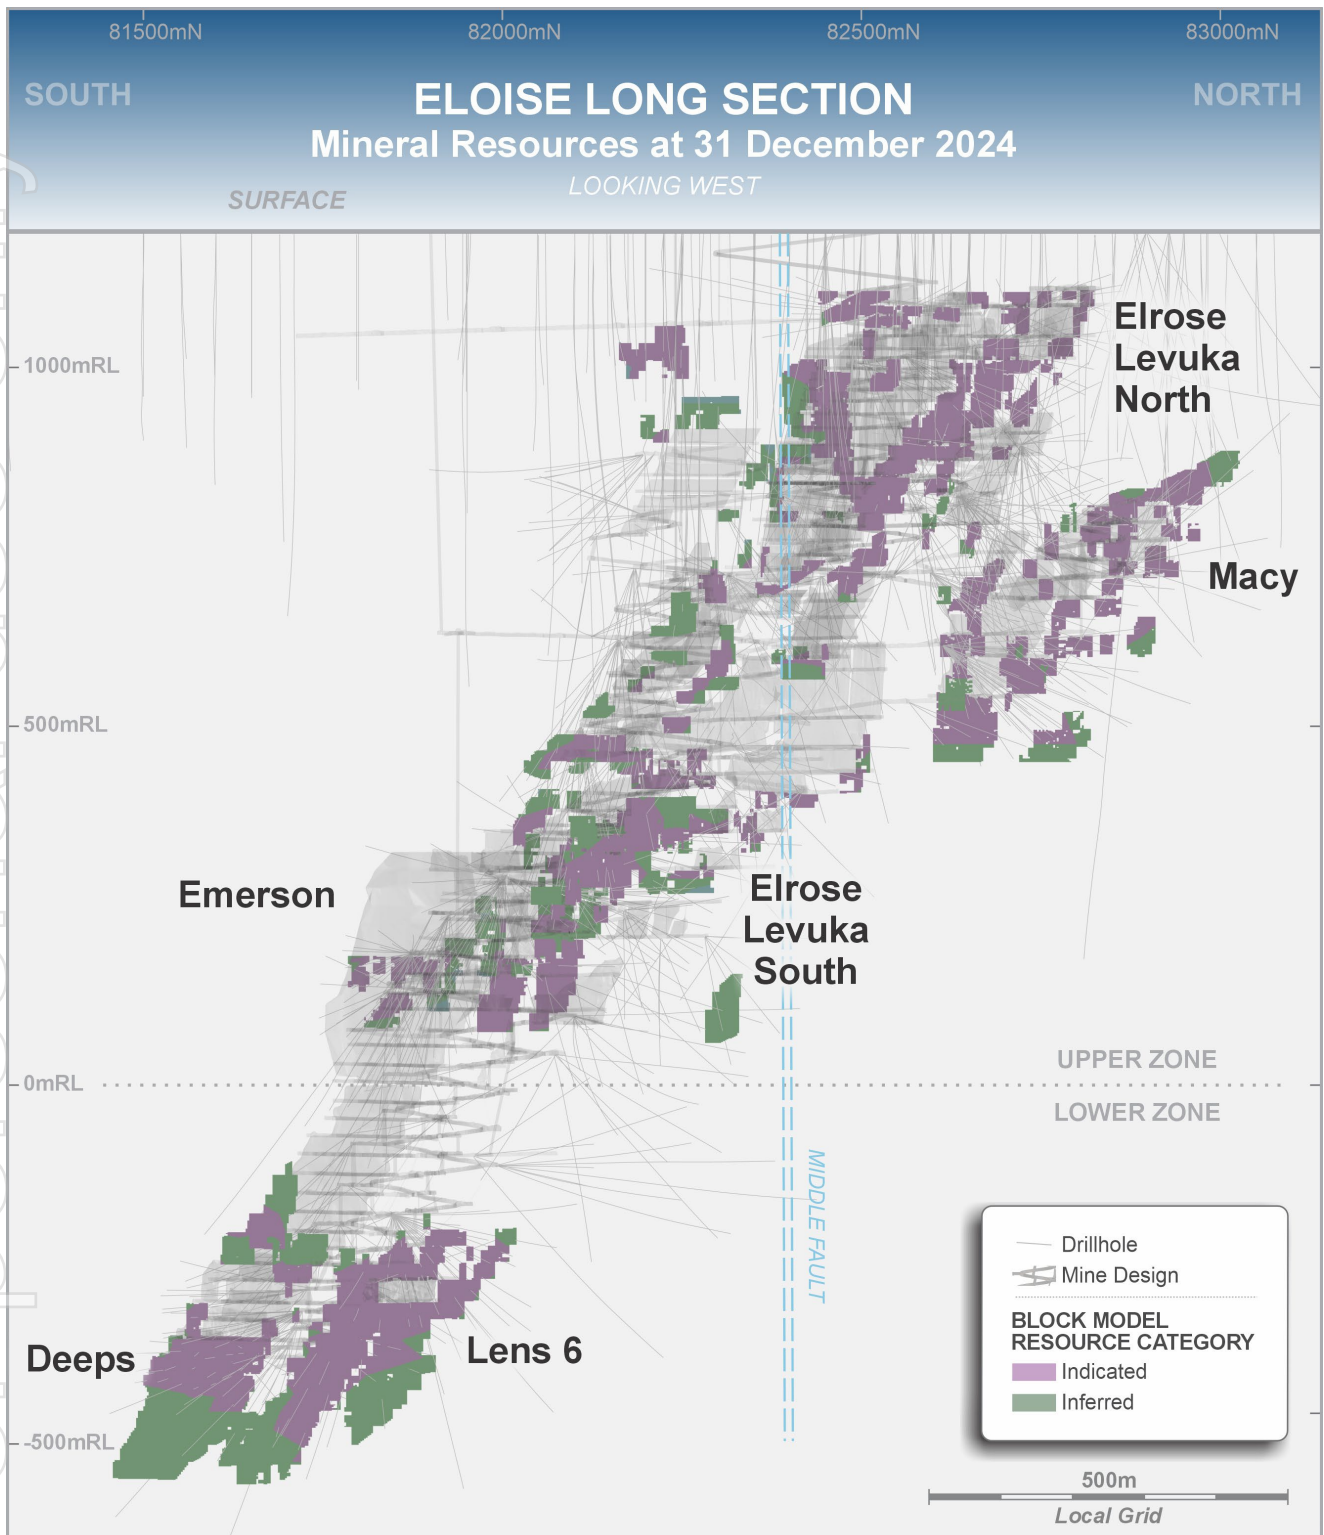 81500mN 82000mN 82500mN 83000mN
SOUTH
NORTH
ELOISE LONG SECTION
Mineral Resources at 31 December 2024
LOOKING WEST
SURFACE
1000mRL
500mRL
0mRL
-500mRL
Elrose
Levuka
North
Macy
Emerson
Elrose
Levuka
South
UPPER ZONE
LOWER ZONE
MIDDLE FAULT
Deeps
Lens 6
Drillhole
Mine Design
BLOCK MODEL
RESOURCE CATEGORY
Indicated
Inferred
500m
Local Grid